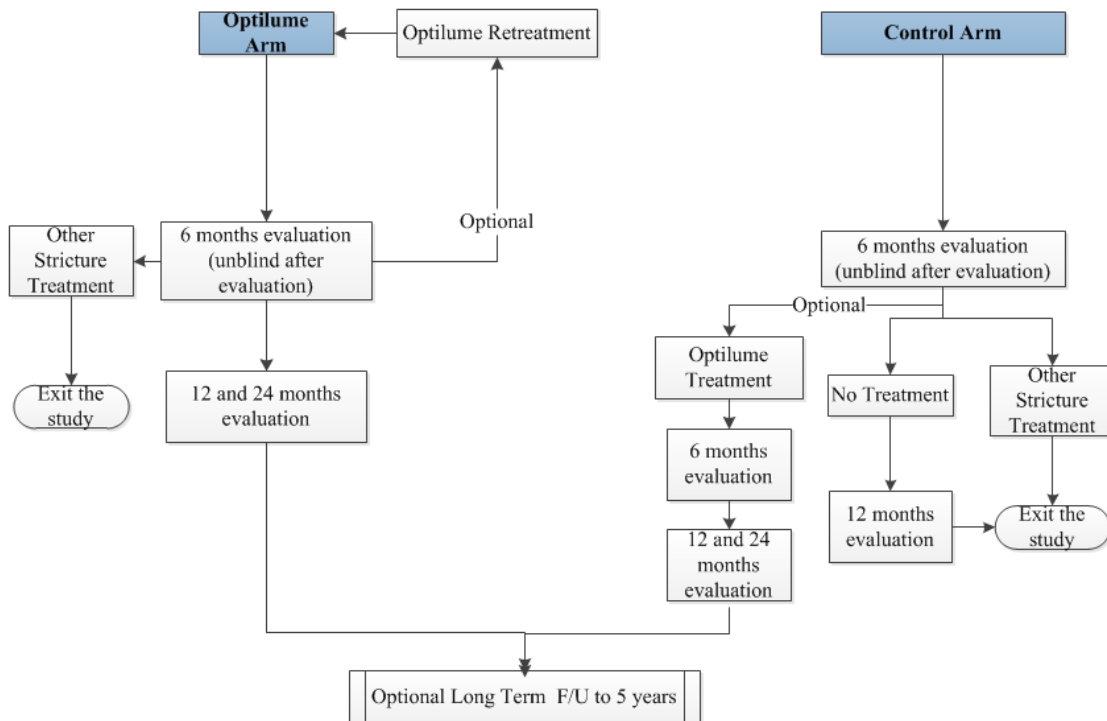 Optilume
Arm
Optilume Retreatment
Control Arm
Optional
Other
Stricture
Treatment
6 months evaluation
(unblind after
evaluation)
6 months evaluation
(unblind after evaluation)
Optional
Optilume
Treatment
No Treatment
Other
Stricture
Treatment
Exit the
study
12 and 24 months
evaluation
6 months
evaluation
12 months
evaluation
Exit the
study
12 and 24
months
evaluation
Optional Long Term F/U to 5 years